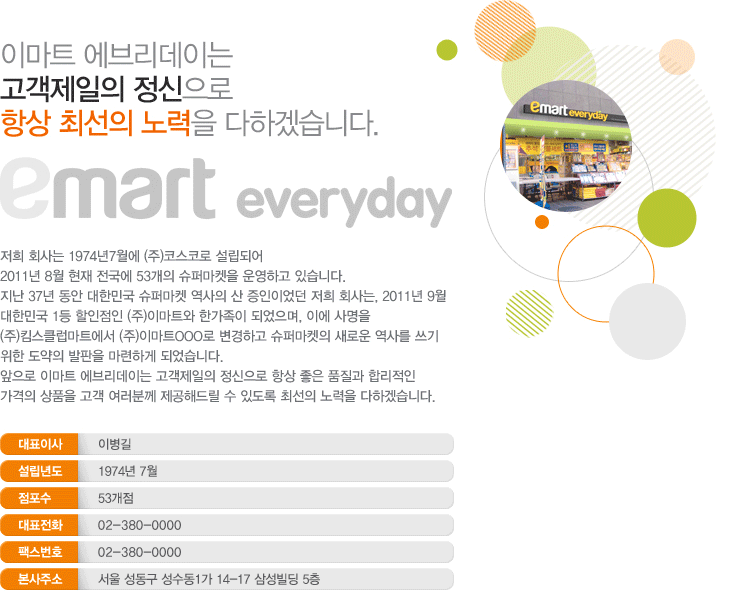 이마트 에브리데이는
고객제일의 정신으로
항상 최선의 노력을 다하겠습니다.
emart everyday
emart everyday
저희 회사는 1974년7월에 (주)코스코로 설립되어
2011년 8월 현재 전국에 53개의 슈퍼마켓을 운영하고 있습니다.
지난 37년 동안 대한민국 슈퍼마켓 역사의 산 증인이었던 저희 회사는, 2011년 9월
대한민국 1등 할인점인 (주)이마트와 한가족이 되었으며, 이에 사명을
(주)킴스클럽마트에서 (주)이마트OOO로 변경하고 슈퍼마켓의 새로운 역사를 쓰기
위한 도약의 발판을 마련하게 되었습니다.
앞으로 이마트 에브리데이는 고객제일의 정신으로 항상 좋은 품질과 합리적인
가격의 상품을 고객 여러분께 제공해드릴 수 있도록 최선의 노력을 다하겠습니다.
대표이사 이병길
설립년도 1974년 7월
점포수 53개점
대표전화 02-380-0000
팩스번호 02-380-0000
본사주소 서울 성동구 성수동1가 14-17 삼성빌딩 5층